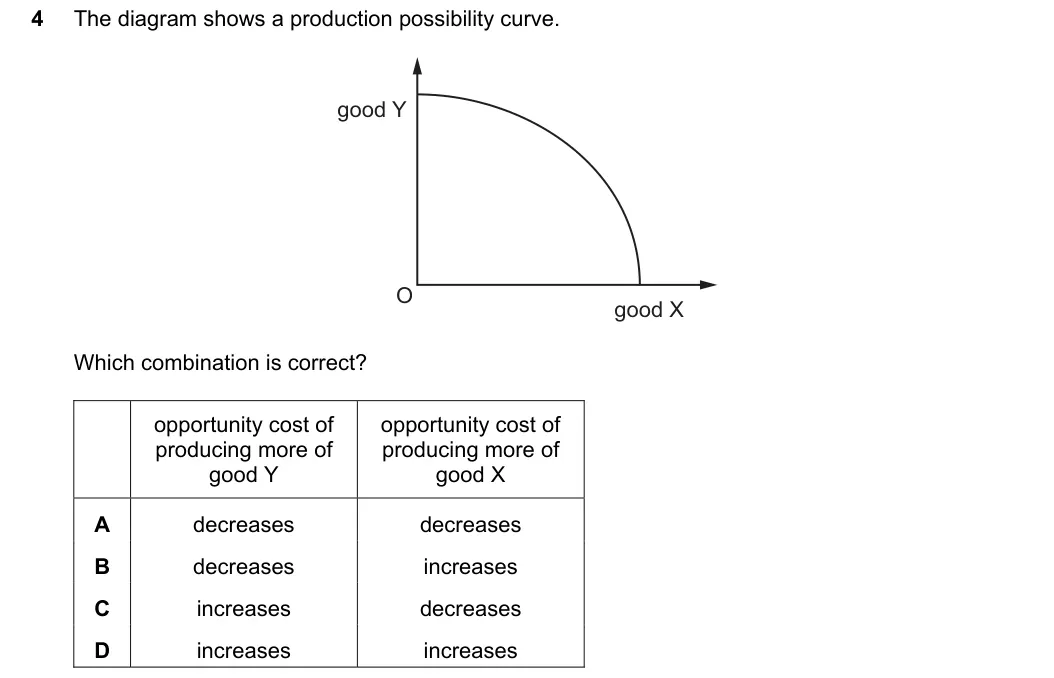 4 The diagram shows a production possibility curve.
good Y
O
good X
Which combination is correct?
opportunity cost of producing more of good Y
opportunity cost of producing more of good X
A decreases decreases
B decreases increases
C increases decreases
D increases increases